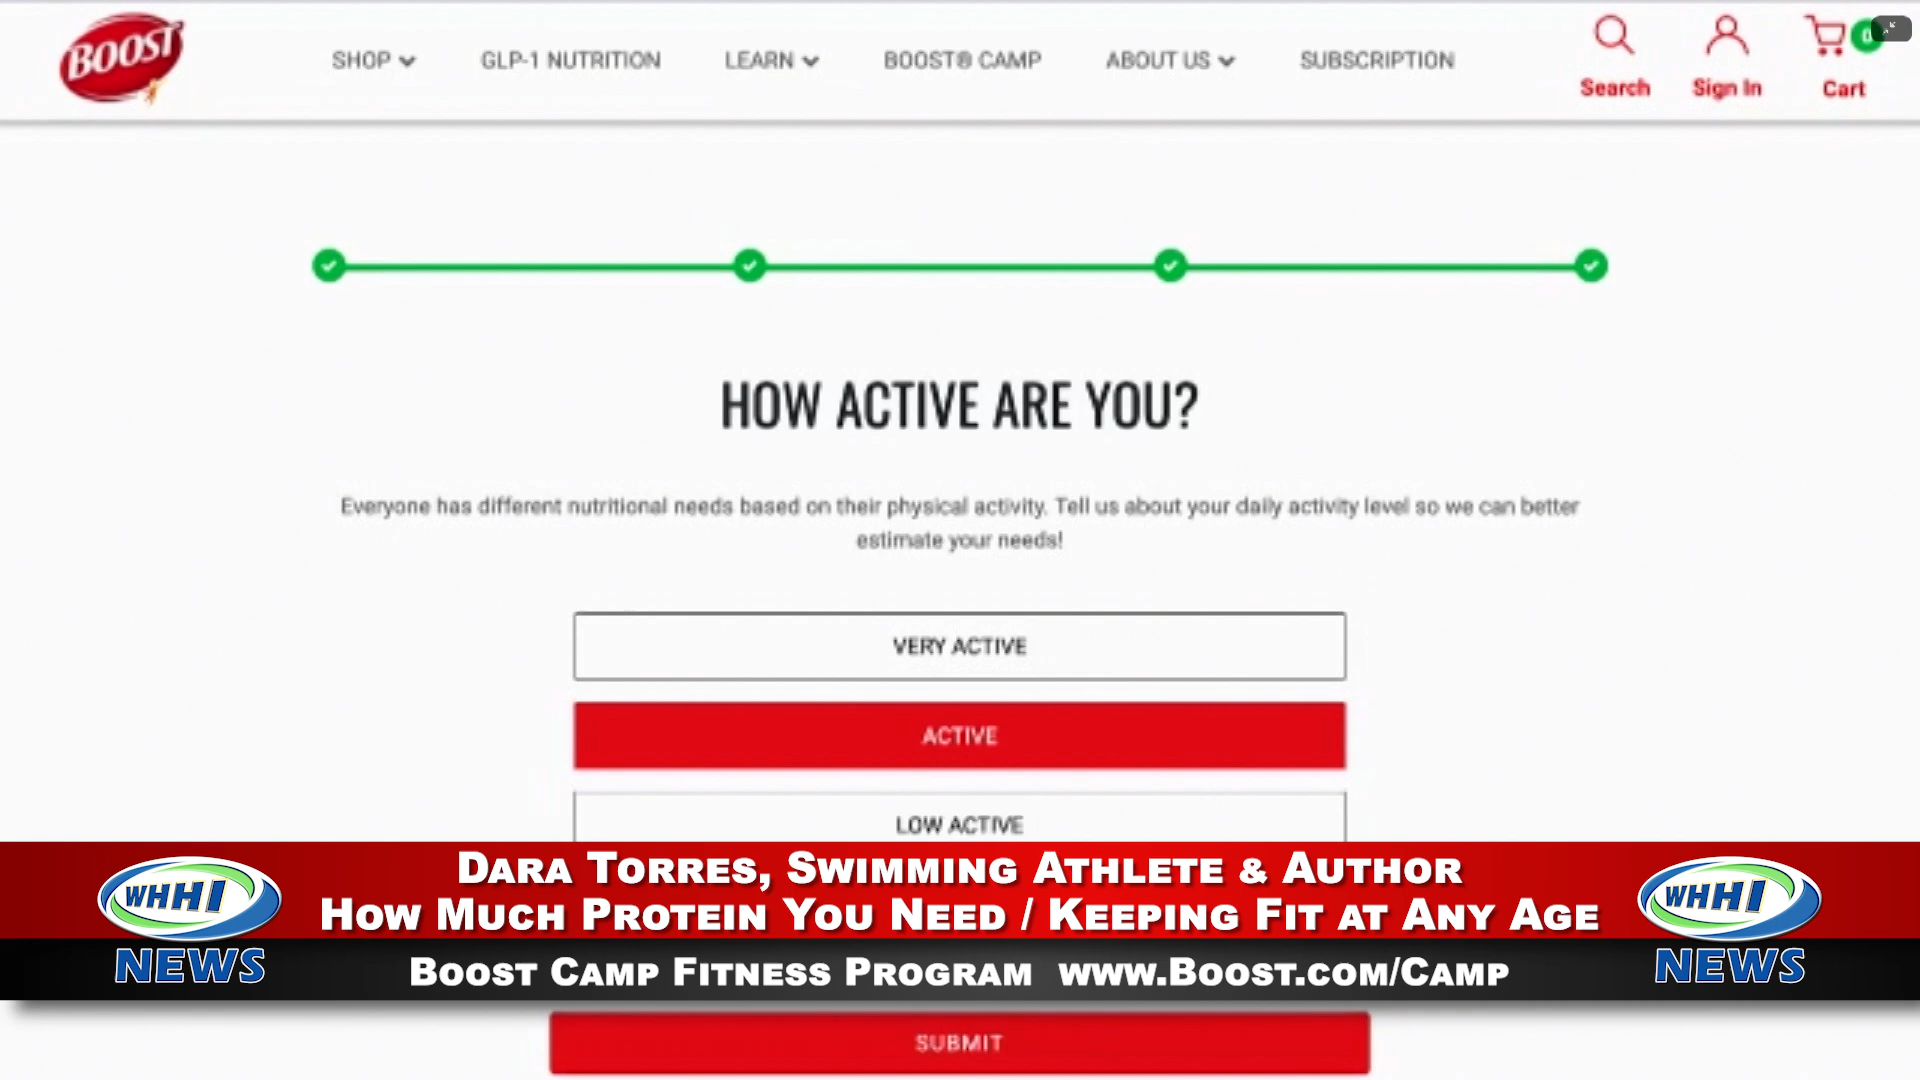 BOOST
SHOP
GLP-1 NUTRITION
LEARN
BOOST® CAMP
ABOUT US
SUBSCRIPTION
Search
Sign In
Cart
HOW ACTIVE ARE YOU?
Everyone has different nutritional needs based on their physical activity. Tell us about your daily activity level so we can better
estimate your needs!
VERY ACTIVE
ACTIVE
LOW ACTIVE
WHHI
NEWS
DARA TORRES, SWIMMING ATHLETE & AUTHOR
HOW MUCH PROTEIN YOU NEED / KEEPING FIT AT ANY AGE
BOOST CAMP FITNESS PROGRAM www.BOOST.COM/CAMP
WHHI
NEWS
SUBMIT